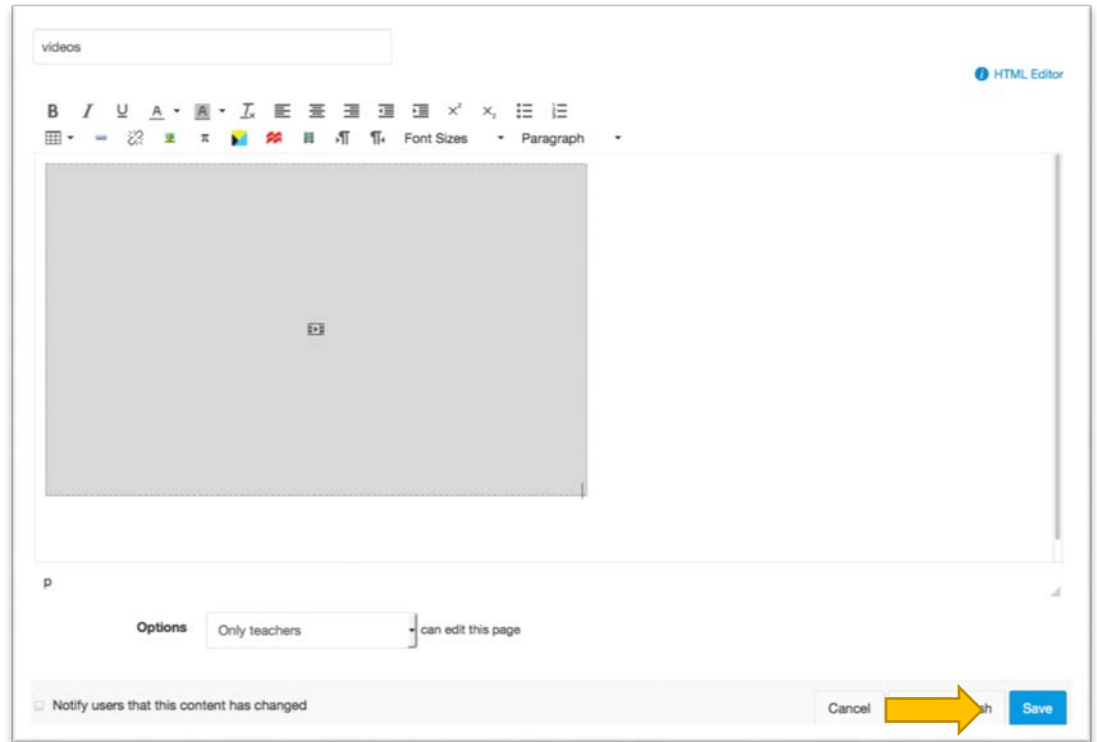 videos
HTML Editor
B I U A A Tx x² x₂
π ¶ ¶ Font Sizes Paragraph
p
Options Only teachers can edit this page
Notify users that this content has changed
Cancel sh Save